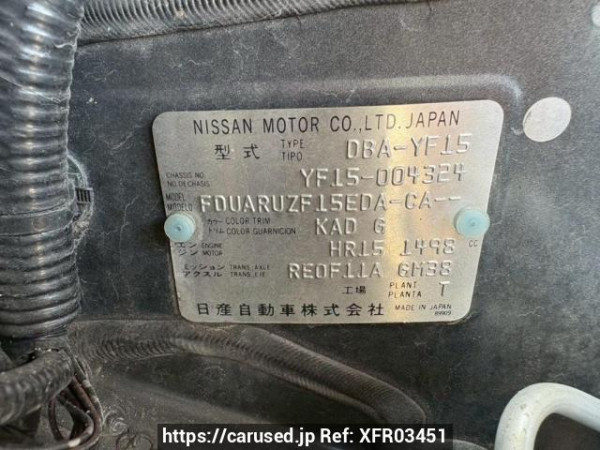 NISSAN MOTOR CO.,LTD.JAPAN
型式 TYPE TIPO DBA-YF15
CHASSIS NO. NO.DE CHASIS. YF15-004324
MODEL MODELO FDUARUZF15EDA-CA--
カラー COLOR TRIM KAD G
トリム COLOR GUARNICION
エンジン ENGINE MOTOR HR15 1498 CC
ミッション TRANS. AXLE RE0F11A GM38
アクスル TRANS. EJE
工場 PLANT PLANTA T
日産自動車株式会社 MADE IN JAPAN
https://carused.jp Ref: XFR03451